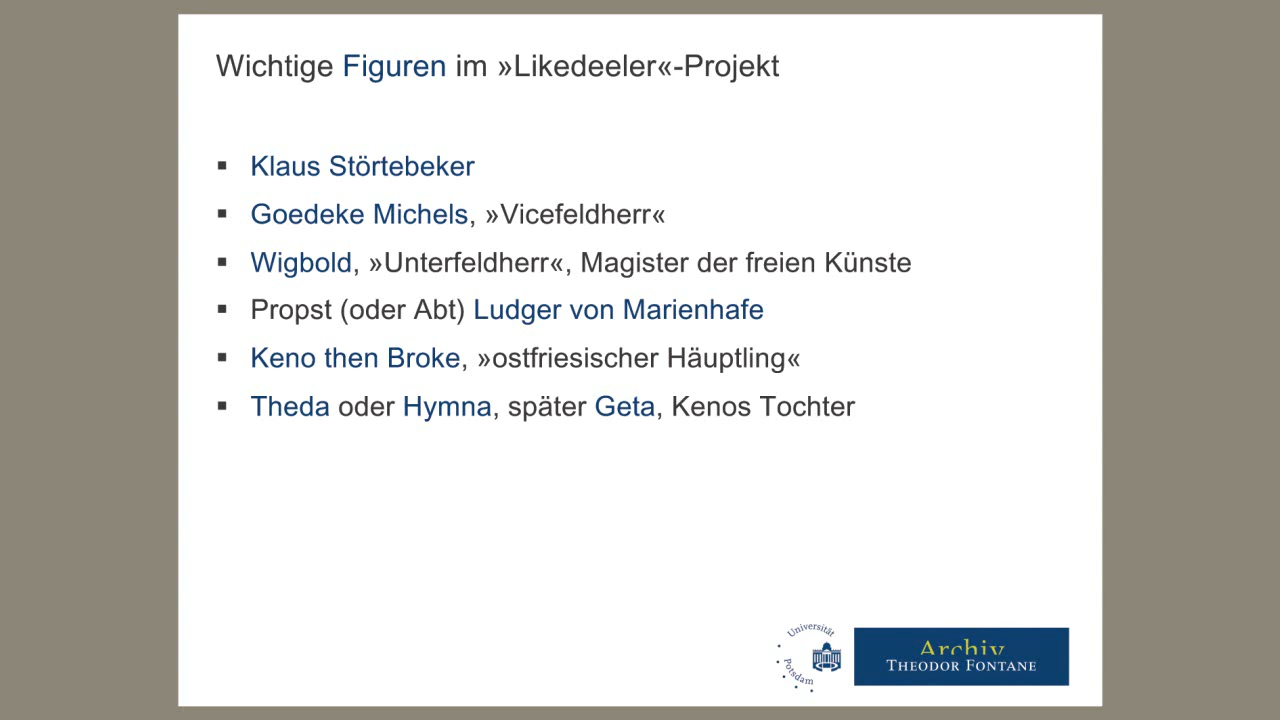 Wichtige Figuren im »Likedeeler«-Projekt
▪ Klaus Störtebeker
▪ Goedeke Michels, »Vicefeldherr«
▪ Wigbold, »Unterfeldherr«, Magister der freien Künste
▪ Propst (oder Abt) Ludger von Marienhafe
▪ Keno then Broke, »ostfriesischer Häuptling«
▪ Theda oder Hymna, später Geta, Kenos Tochter
Universität
Potsdam
Archiv
THEODOR FONTANE